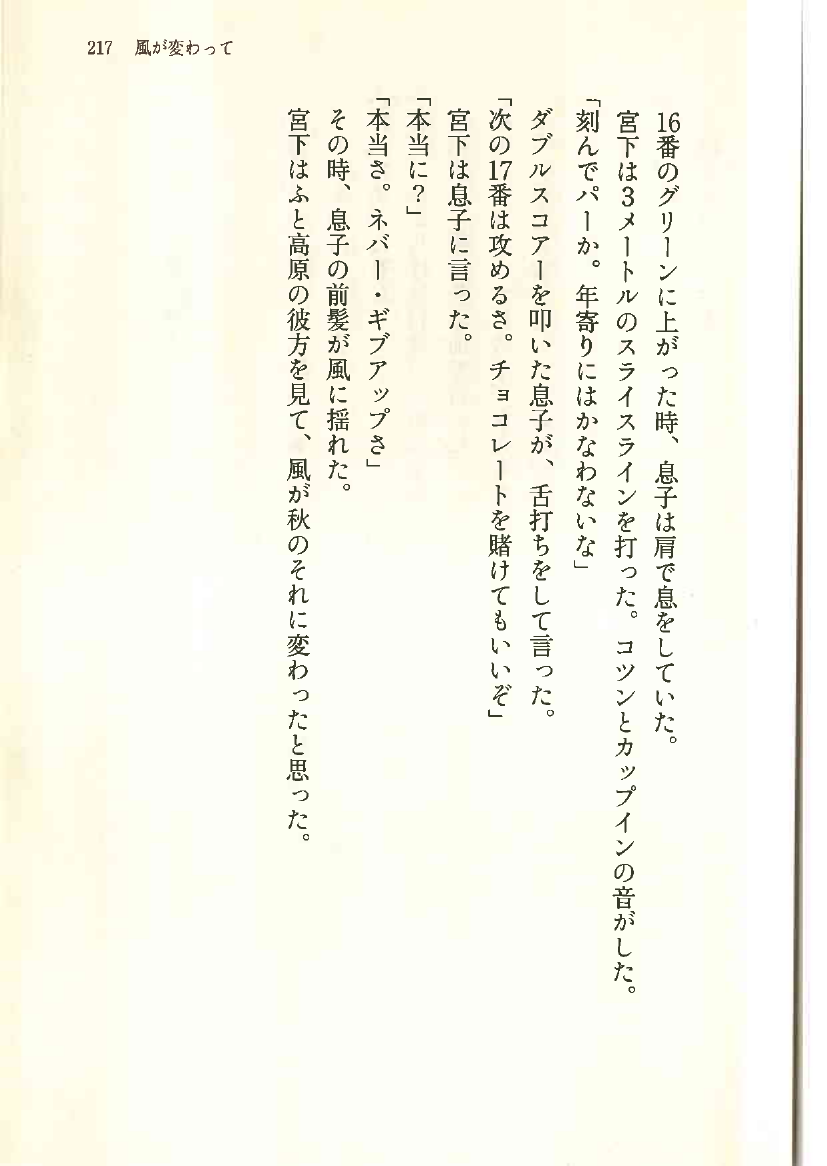 217 風が変わって
16番のグリーンに上がった時、息子は肩で息をしていた。
宮下は3メートルのスライスラインを打った。コツンとカップインの音がした。
「刻んでパーか。年寄りにはかなわないな」
ダブルスコアーを叩いた息子が、舌打ちをして言った。
「次の17番は攻めるさ。チョコレートを賭けてもいいぞ」
宮下は息子に言った。
「本当に?」
「本当さ。ネバー・ギブアップさ」
その時、息子の前髪が風に揺れた。
宮下はふと高原の彼方を見て、風が秋のそれに変わったと思った。